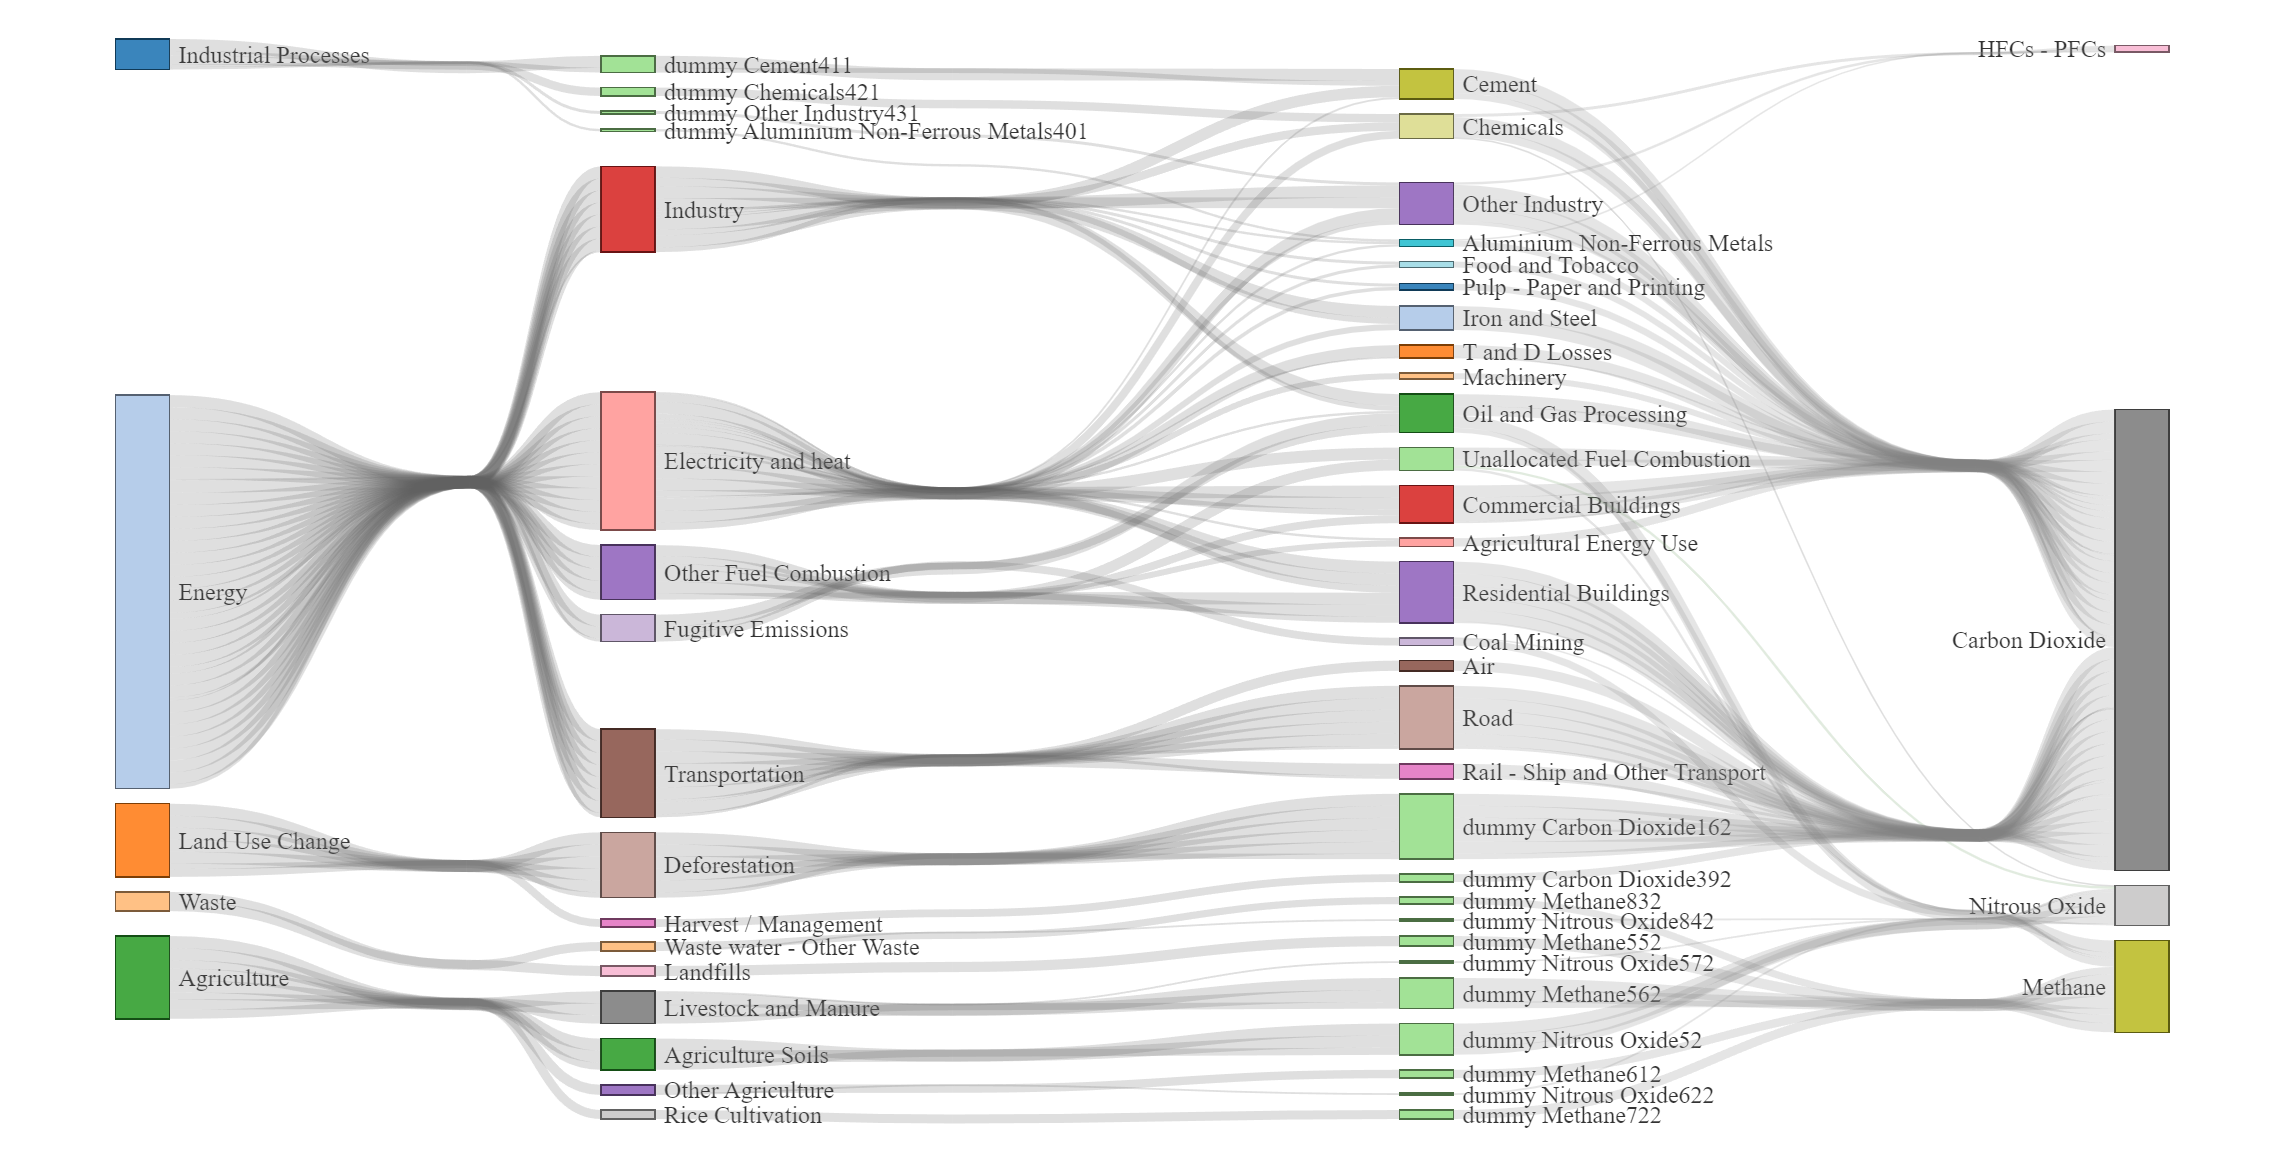 Industrial Processes
Energy
Land Use Change
Waste
Agriculture
dummy Cement411
dummy Chemicals421
dummy Other Industry431
dummy Aluminium Non-Ferrous Metals401
Industry
Electricity and heat
Other Fuel Combustion
Fugitive Emissions
Transportation
Deforestation
Harvest / Management
Waste water - Other Waste
Landfills
Livestock and Manure
Agriculture Soils
Other Agriculture
Rice Cultivation
Cement
Chemicals
Other Industry
Aluminium Non-Ferrous Metals
Food and Tobacco
Pulp - Paper and Printing
Iron and Steel
T and D Losses
Machinery
Oil and Gas Processing
Unallocated Fuel Combustion
Commercial Buildings
Agricultural Energy Use
Residential Buildings
Coal Mining
Air
Road
Rail - Ship and Other Transport
dummy Carbon Dioxide162
dummy Carbon Dioxide392
dummy Methane832
dummy Nitrous Oxide842
dummy Methane552
dummy Nitrous Oxide572
dummy Methane562
dummy Nitrous Oxide52
dummy Methane612
dummy Nitrous Oxide622
dummy Methane722
HFCs - PFCs
Carbon Dioxide
Nitrous Oxide
Methane